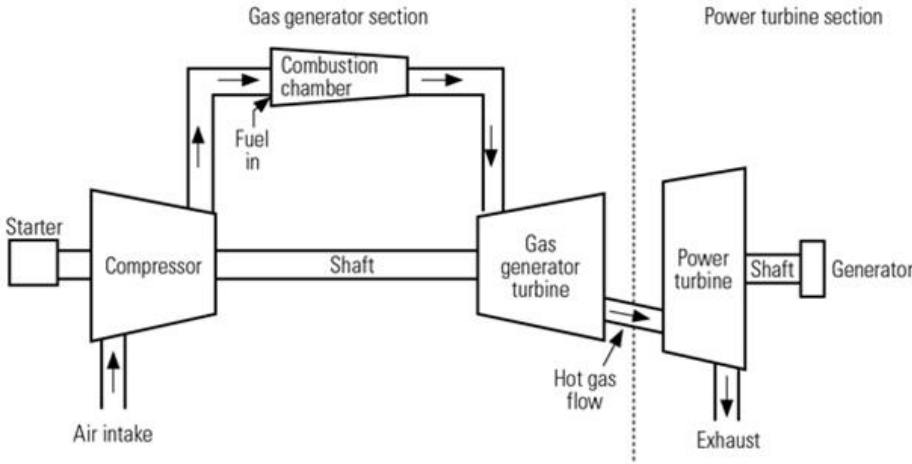 Gas generator section
Power turbine section
Combustion
chamber
Fuel
in
Starter
Compressor
Shaft
Gas
generator
turbine
Power
turbine
Shaft
Generator
Hot gas
flow
Air intake
Exhaust